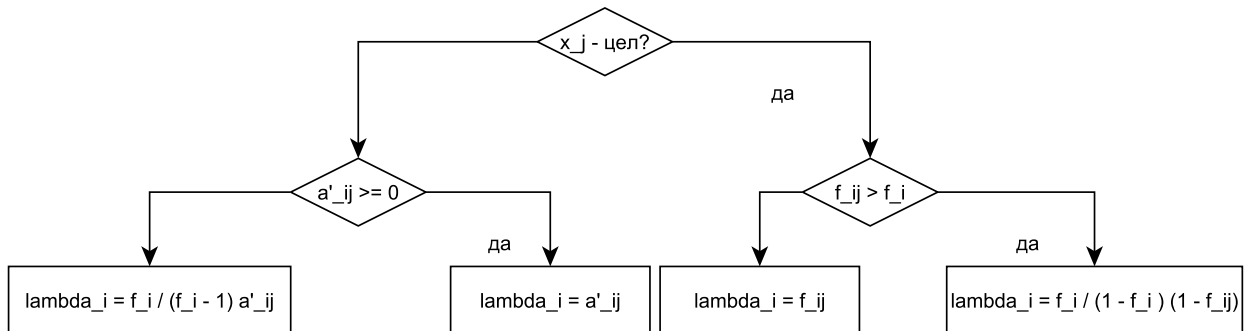 x_j - цел?
да
a'_ij >= 0
f_ij > f_i
да
да
lambda_i = f_i / (f_i - 1) a'_ij
lambda_i = a'_ij
lambda_i = f_ij
lambda_i = f_i / (1 - f_i ) (1 - f_ij)